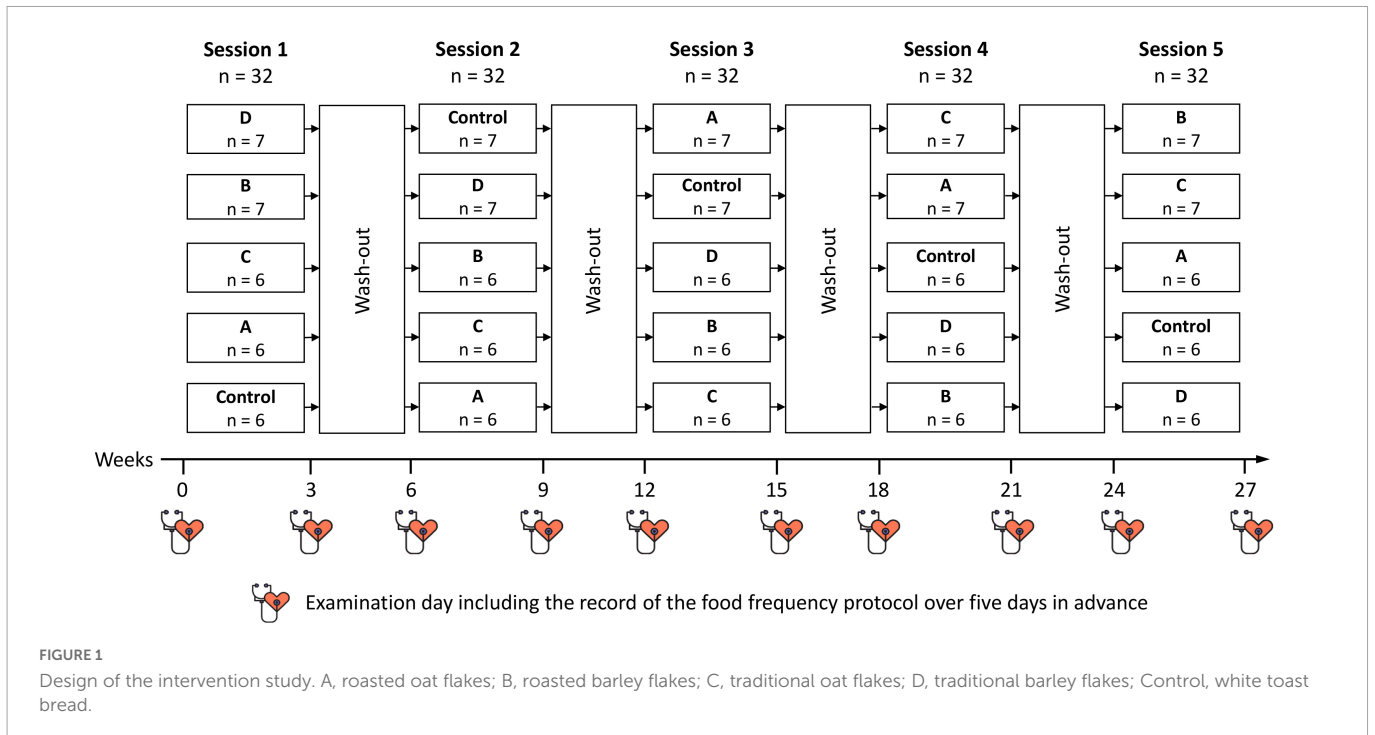 Session 1
n = 32
Session 2
n = 32
Session 3
n = 32
Session 4
n = 32
Session 5
n = 32
D
n = 7
B
n = 7
C
n = 6
A
n = 6
Control
n = 6
Wash-out
Control
n = 7
D
n = 7
B
n = 6
C
n = 6
A
n = 6
Wash-out
A
n = 7
Control
n = 7
D
n = 6
B
n = 6
C
n = 6
Wash-out
C
n = 7
A
n = 7
Control
n = 6
D
n = 6
B
n = 6
Wash-out
B
n = 7
C
n = 7
A
n = 6
Control
n = 6
D
n = 6
Weeks
0 3 6 9 12 15 18 21 24 27
Examination day including the record of the food frequency protocol over five days in advance
FIGURE 1
Design of the intervention study. A, roasted oat flakes; B, roasted barley flakes; C, traditional oat flakes; D, traditional barley flakes; Control, white toast
bread.